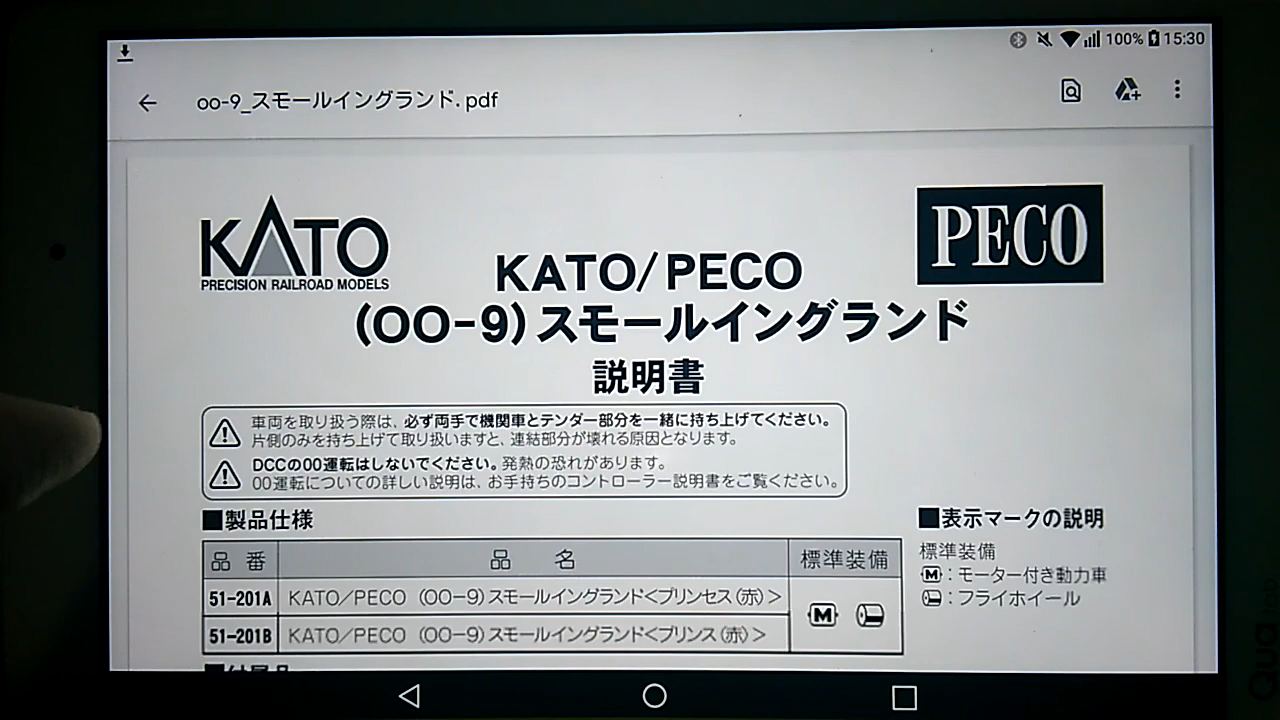 100% 15:30
oo-9_スモールイングランド.pdf
KATO
PRECISION RAILROAD MODELS
PECO
KATO/PECO
(OO-9)スモールイングランド
説明書
車両を取り扱う際は、必ず両手で機関車とテンダー部分を一緒に持ち上げてください。
片側のみを持ち上げて取り扱いますと、連結部分が壊れる原因となります。
DCCの00運転はしないでください。発熱の恐れがあります。
00運転についての詳しい説明は、お手持ちのコントローラー説明書をご覧ください。
■製品仕様
品番 品名 標準装備
51-201A KATO/PECO (OO-9)スモールイングランド<プリンセス(赤)>
51-201B KATO/PECO (OO-9)スモールイングランド<プリンス(赤)>
M
■表示マークの説明
標準装備
M:モーター付き動力車
:フライホイール
Qua